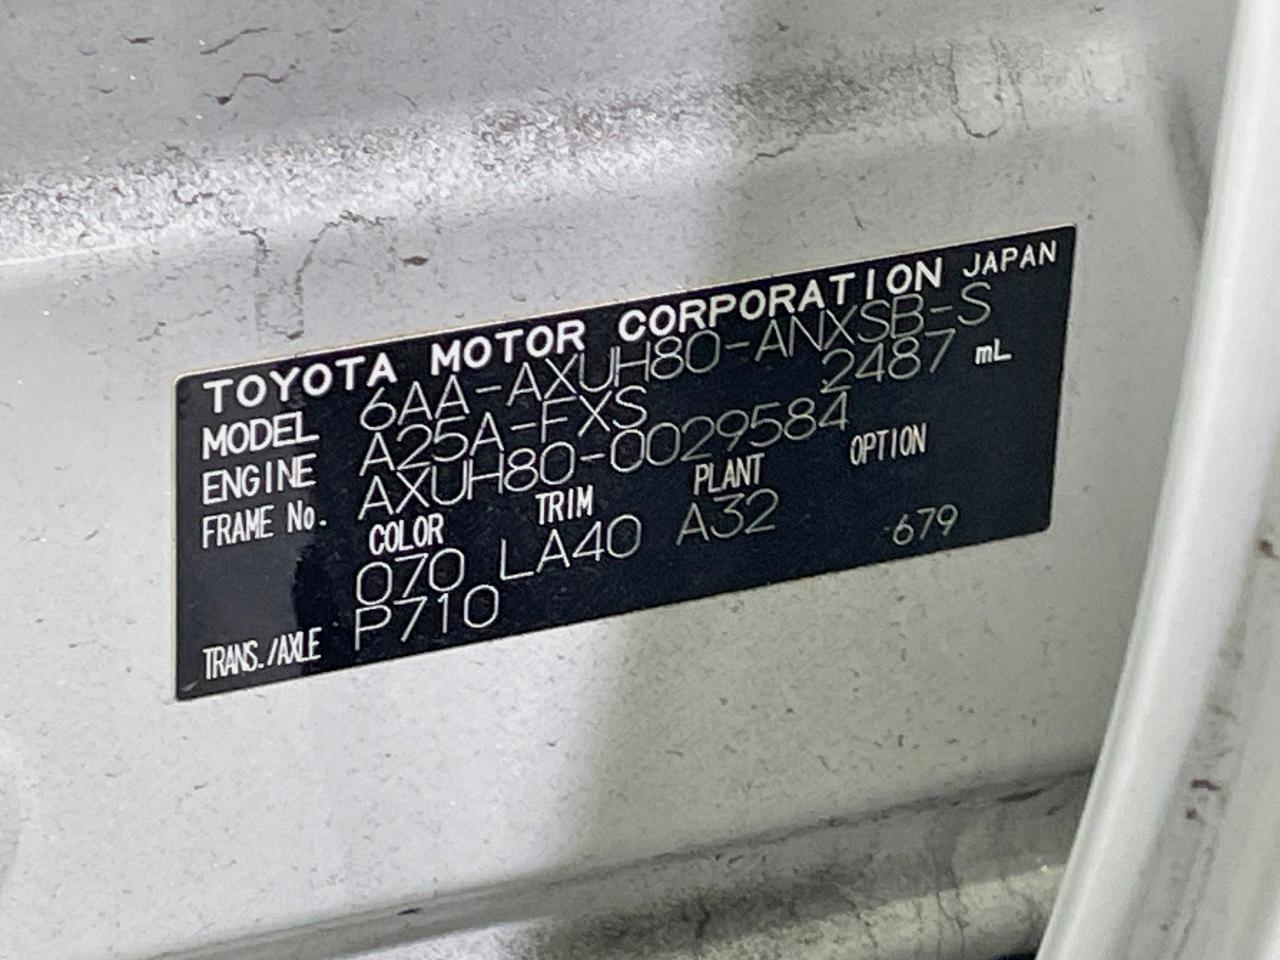 TOYOTA MOTOR CORPORATION JAPAN
MODEL 6AA-AXUH80-ANXSB-S
ENGINE A25A-FXS 2487 mL
FRAME No. AXUH80-0029584
COLOR TRIM PLANT OPTION
070 LA40 A32 679
TRANS./AXLE P710